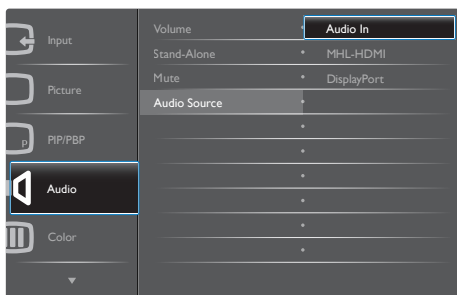 Input
Picture
P
PIP/PBP
Audio
Color
Volume
Stand-Alone
Mute
Audio Source
Audio In
MHL-HDMI
DisplayPort